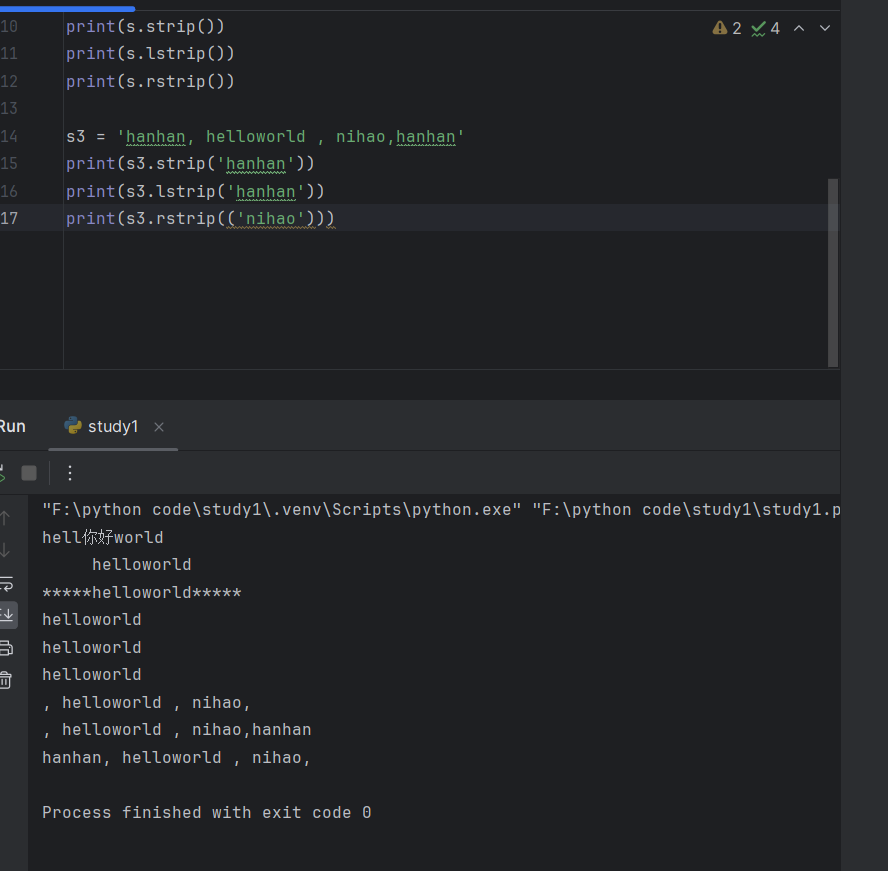 10 print(s.strip())
2 4
11 print(s.lstrip())
12 print(s.rstrip())
13
14 s3 = 'hanhan, helloworld , nihao,hanhan'
15 print(s3.strip('hanhan'))
16 print(s3.lstrip('hanhan'))
17 print(s3.rstrip(('nihao')))
Run study1
"F:\python code\study1\.venv\Scripts\python.exe" "F:\python code\study1\study1.p
hell你好world
     helloworld
*****helloworld*****
helloworld
helloworld
helloworld
, helloworld , nihao,
, helloworld , nihao,hanhan
hanhan, helloworld , nihao,
Process finished with exit code 0